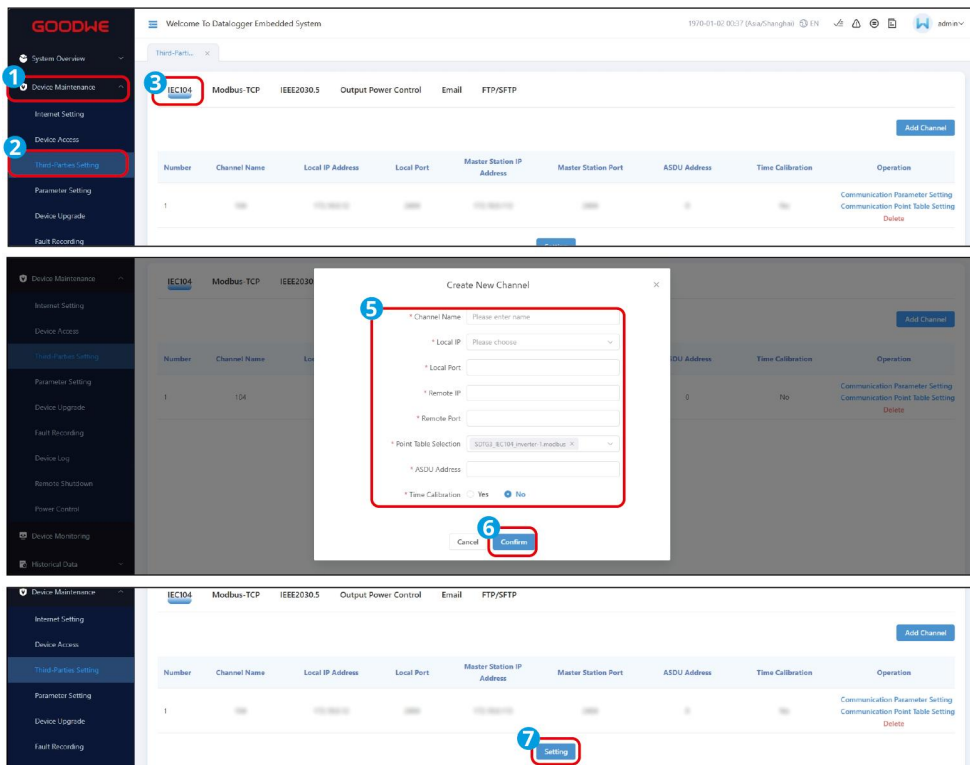 GOODWE
Welcome To Datalogger Embedded System
1970-01-02 00:37 (Asia/Shanghai) EN admin
System Overview
Third-Parti... ×
1
Device Maintenance
3
IEC104 Modbus-TCP IEEE2030.5 Output Power Control Email FTP/SFTP
Internet Setting
Add Channel
Device Access
2
Third-Parties Setting
Number Channel Name Local IP Address Local Port Master Station IP Address Master Station Port ASDU Address Time Calibration Operation
Parameter Setting
1
Communication Parameter Setting
Communication Point Table Setting
Delete
Device Upgrade
Fault Recording
Device Maintenance
IEC104 Modbus-TCP IEEE2030
Create New Channel ×
Internet Setting
5
* Channel Name Please enter name
Add Channel
Device Access
* Local IP Please choose
Third-Parties Setting
Number Channel Name Loc
* Local Port
DU Address Time Calibration Operation
Parameter Setting
* Remote IP
1 104
0 No
Communication Parameter Setting
Communication Point Table Setting
Delete
Device Upgrade
* Remote Port
Fault Recording
* Point Table Selection SDTG3_IEC104_inverter-1.modbus ×
Device Log
* ASDU Address
Remote Shutdown
* Time Calibration Yes No
Power Control
6
Cancel Confirm
Device Monitoring
Historical Data
Device Maintenance
IEC104 Modbus-TCP IEEE2030.5 Output Power Control Email FTP/SFTP
Internet Setting
Add Channel
Device Access
Third-Parties Setting
Number Channel Name Local IP Address Local Port Master Station IP Address Master Station Port ASDU Address Time Calibration Operation
Parameter Setting
1
Communication Parameter Setting
Communication Point Table Setting
Delete
Device Upgrade
7
Setting
Fault Recording